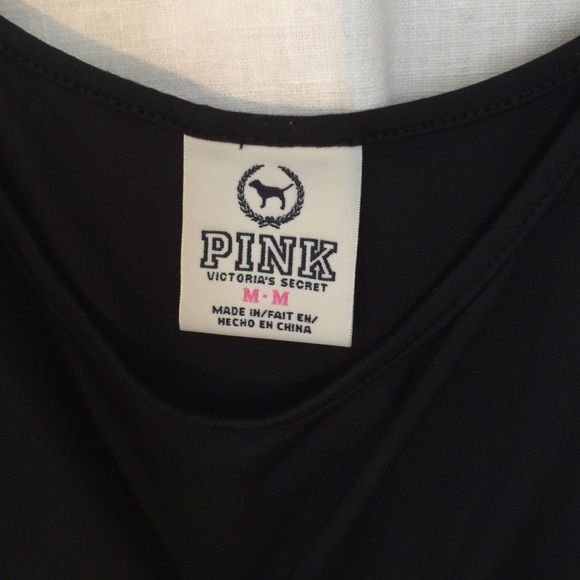 PINK
VICTORIA'S SECRET
M • M
MADE IN/FAIT EN/
HECHO EN CHINA